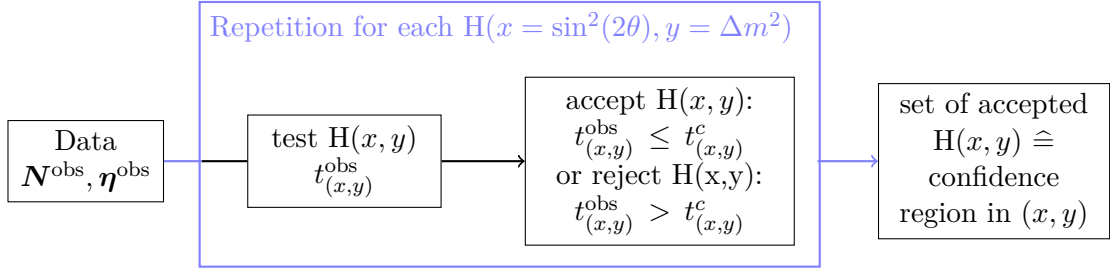 Repetition for each H(x = sin²(2θ), y = Δm²)
Data
𝑵^obs, 𝜼^obs
test H(x, y)
t^obs_(x,y)
accept H(x, y):
t^obs_(x,y) ≤ t^c_(x,y)
or reject H(x,y):
t^obs_(x,y) > t^c_(x,y)
set of accepted
H(x, y) ≙
confidence
region in (x, y)